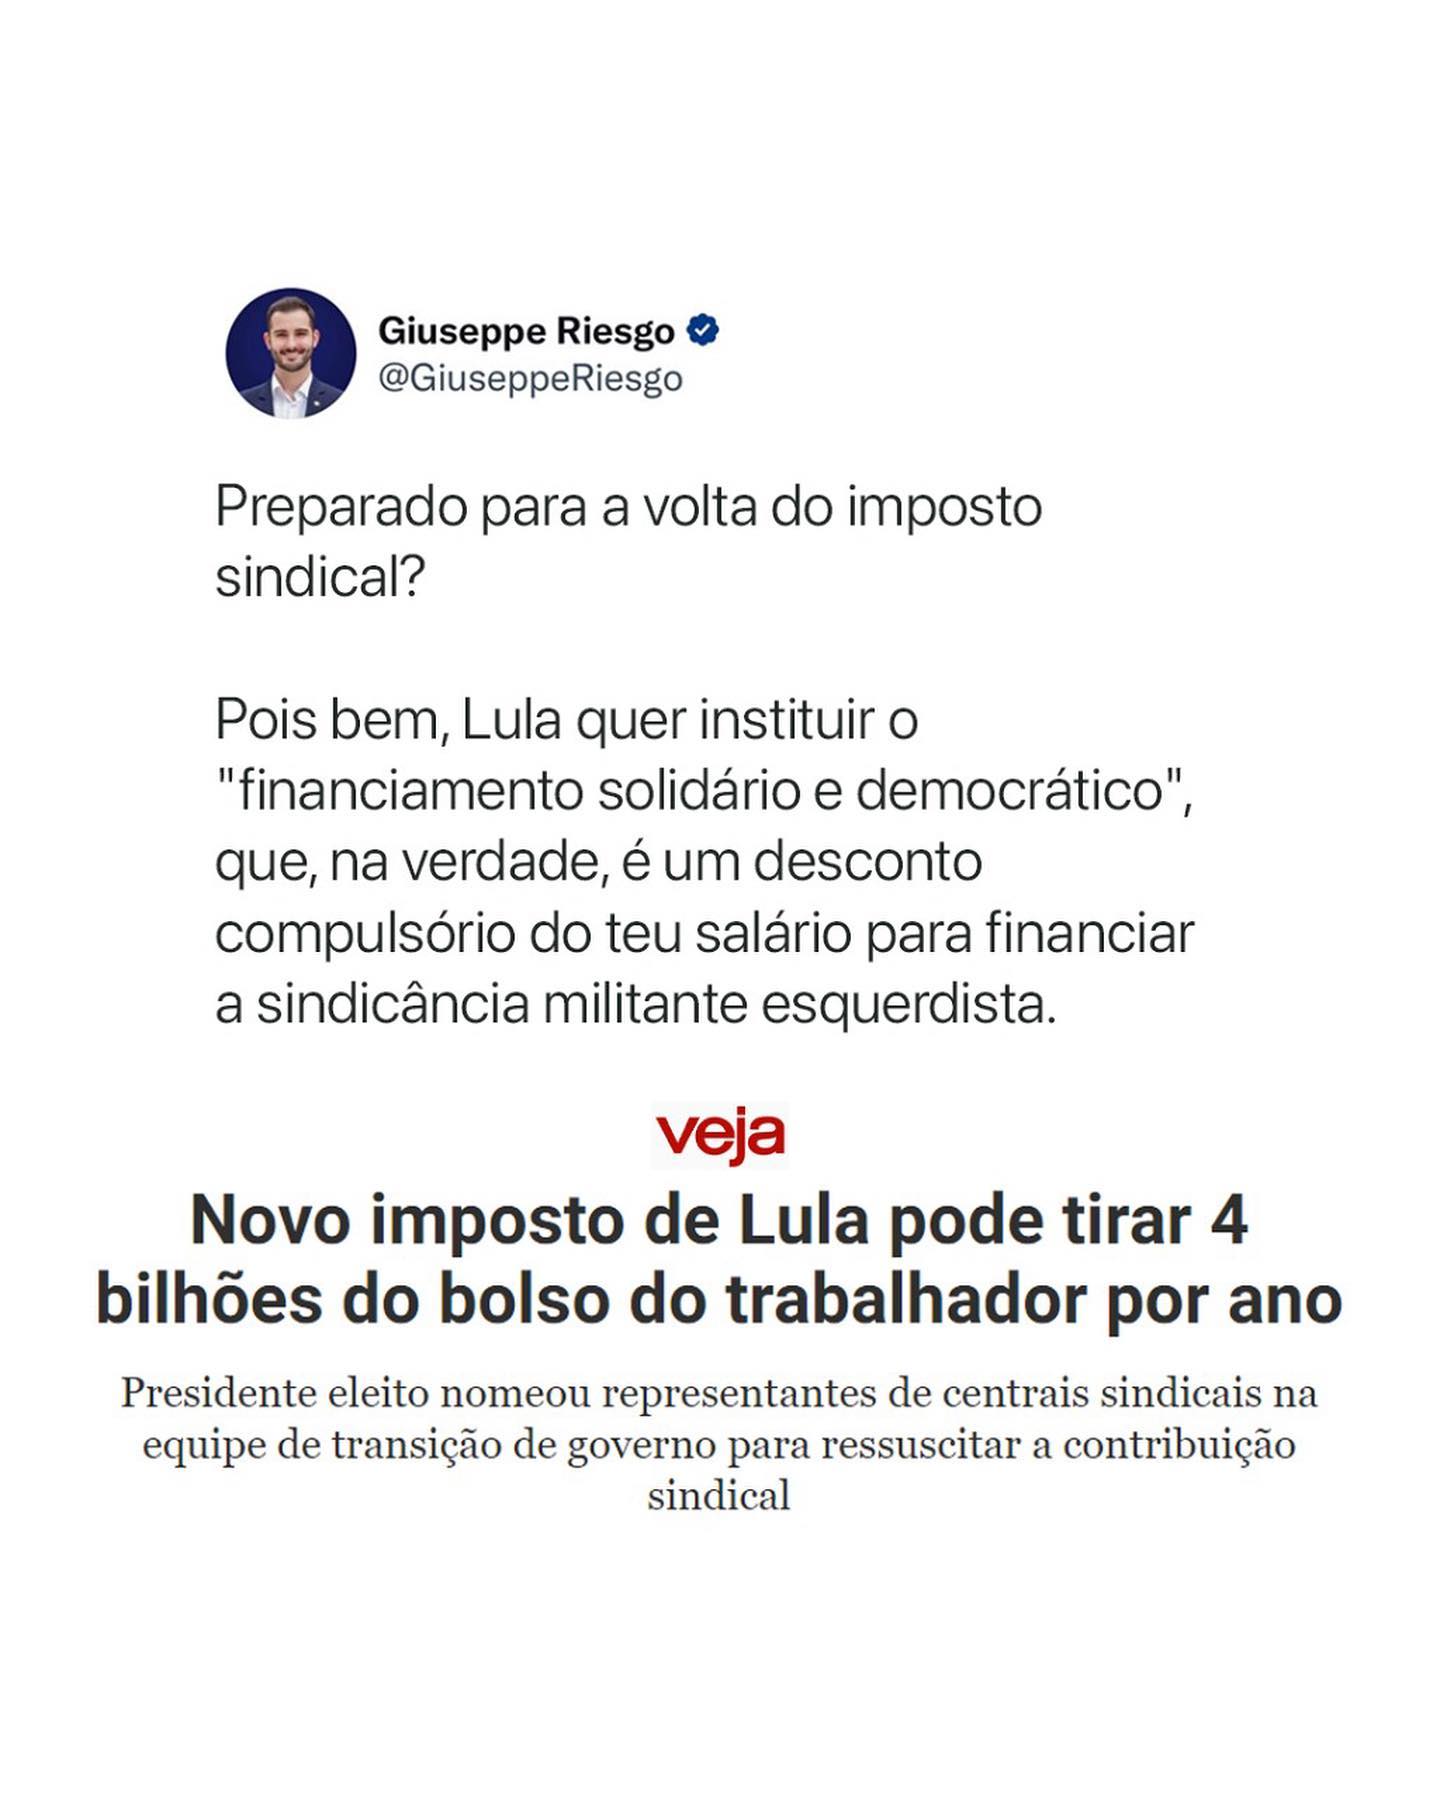 Giuseppe Riesgo
@GiuseppeRiesgo
Preparado para a volta do imposto
sindical?
Pois bem, Lula quer instituir o
"financiamento solidário e democrático",
que, na verdade, é um desconto
compulsório do teu salário para financiar
a sindicância militante esquerdista.
veja
Novo imposto de Lula pode tirar 4
bilhões do bolso do trabalhador por ano
Presidente eleito nomeou representantes de centrais sindicais na
equipe de transição de governo para ressuscitar a contribuição
sindical